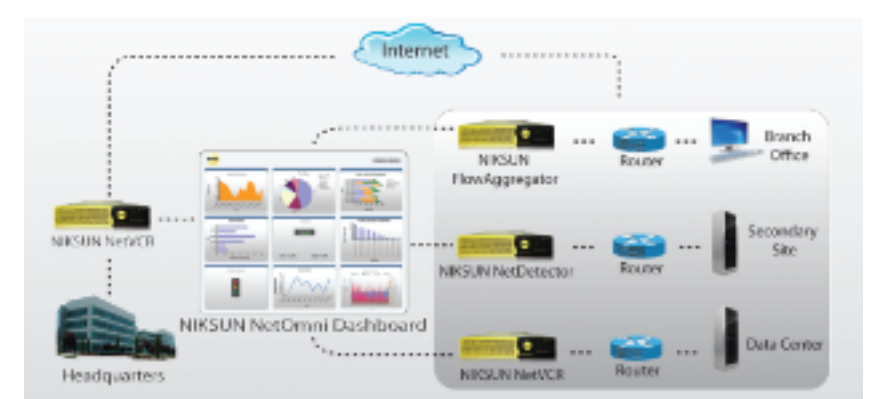 Internet
NIKSUN
FlowAggregator
Router
Branch
Office
NIKSUN NetVCR
NIKSUN NetDetector
Router
Secondary
Site
NIKSUN NetOmni Dashboard
Headquarters
NIKSUN NetVCR
Router
Data Center